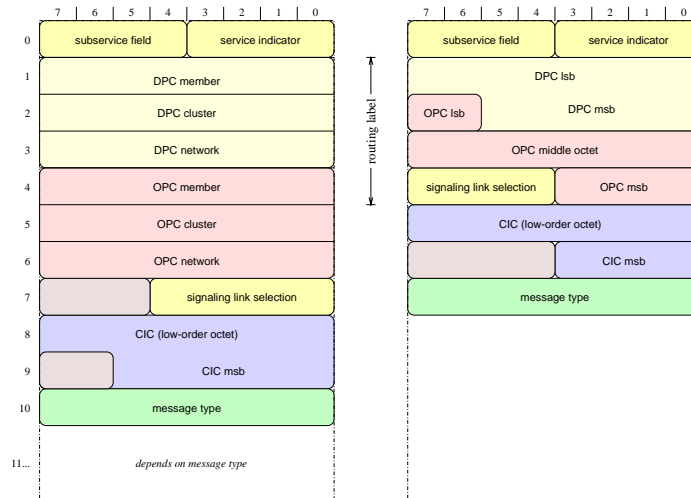 7 6 5 4 3 2 1 0
0 subservice field service indicator
1 DPC member
2 DPC cluster
3 DPC network
4 OPC member
5 OPC cluster
6 OPC network
7 signaling link selection
8 CIC (low-order octet)
9 CIC msb
10 message type
11... depends on message type
7 6 5 4 3 2 1 0
subservice field service indicator
routing label
DPC lsb
OPC lsb DPC msb
OPC middle octet
signaling link selection OPC msb
CIC (low-order octet)
CIC msb
message type